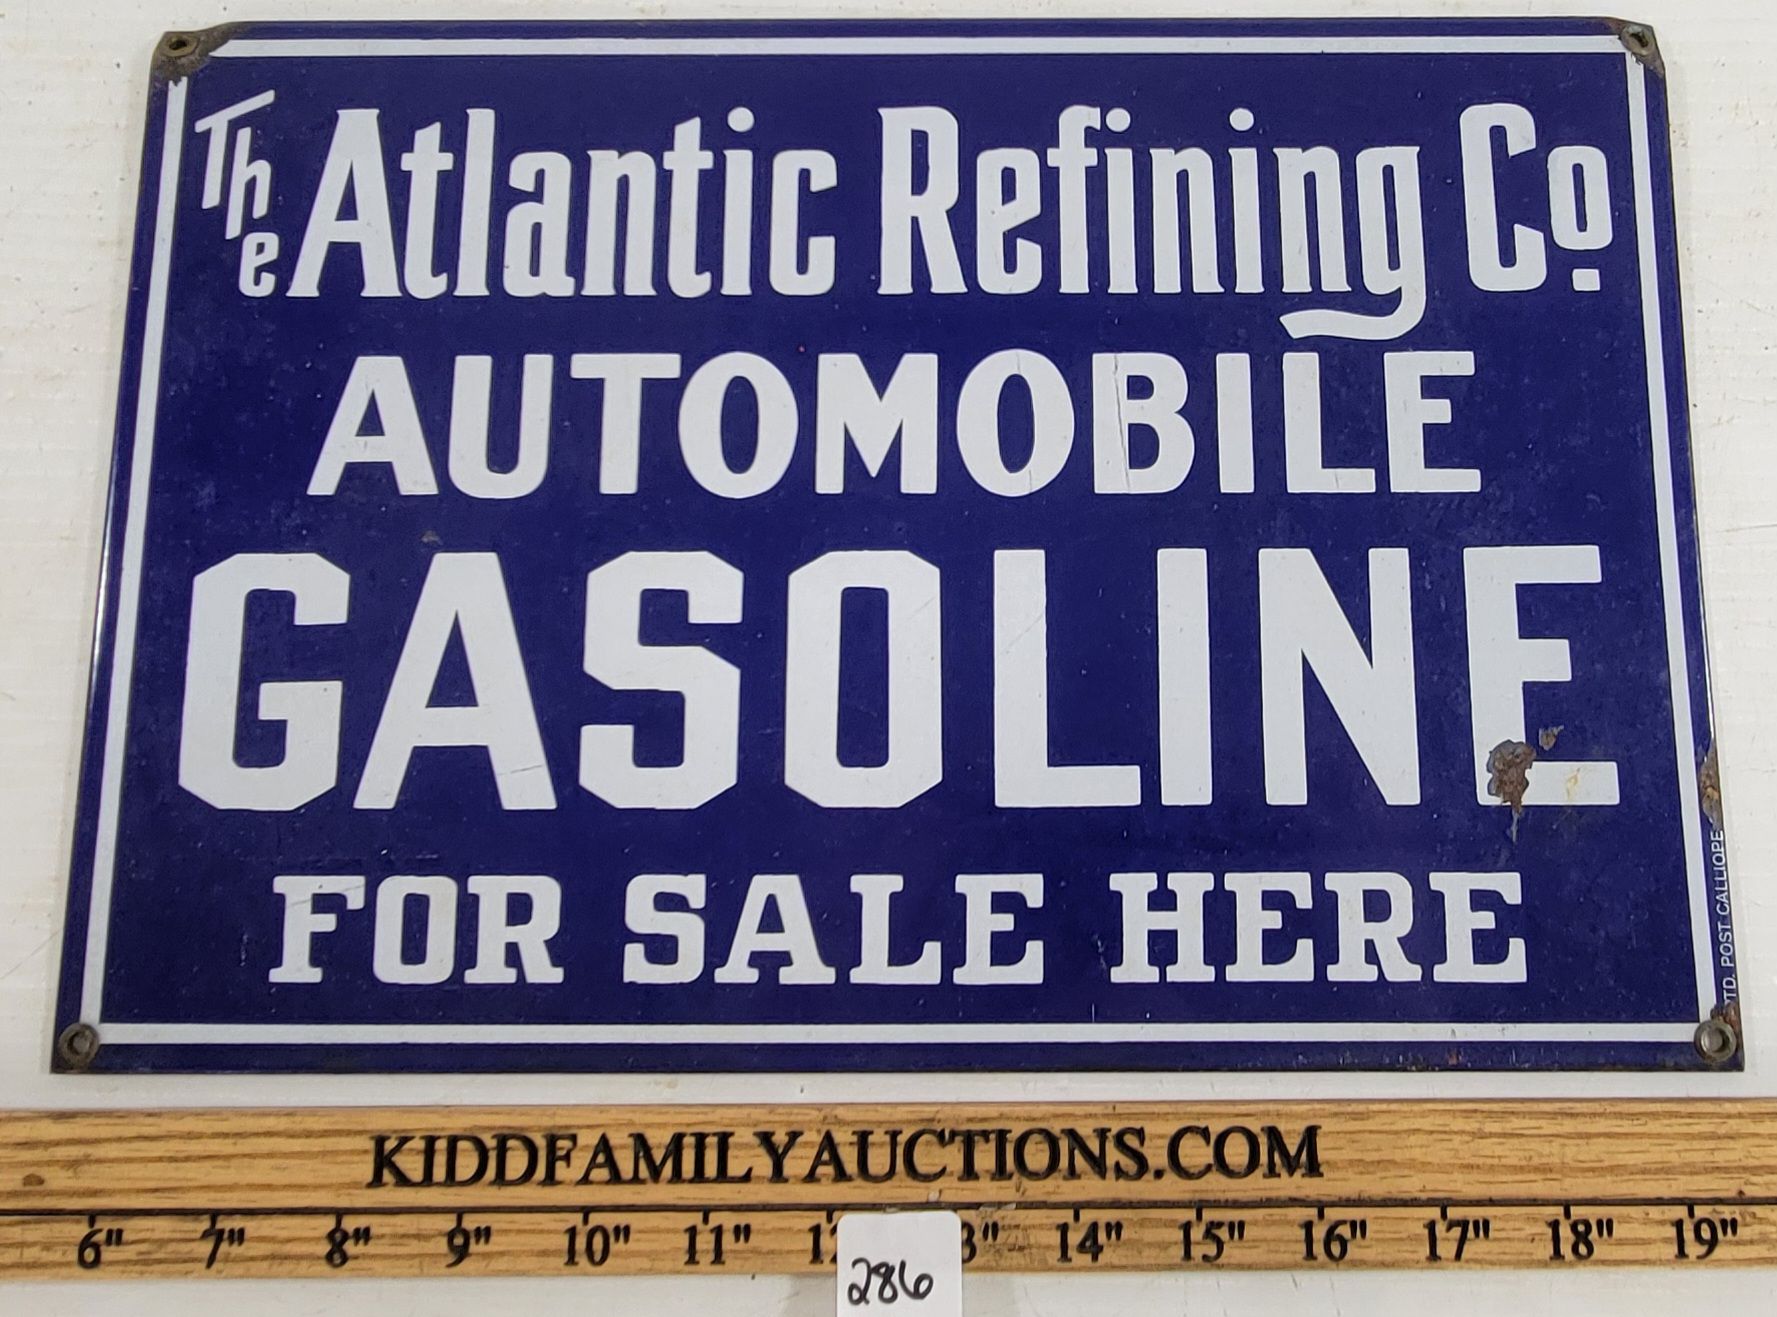 The Atlantic Refining Co.
AUTOMOBILE
GASOLINE
FOR SALE HERE
TD. POST CALLIOPE
KIDDFAMILYAUCTIONS.COM
6" 7" 8" 9" 10" 11" 14" 15" 16" 17" 18" 19"
286